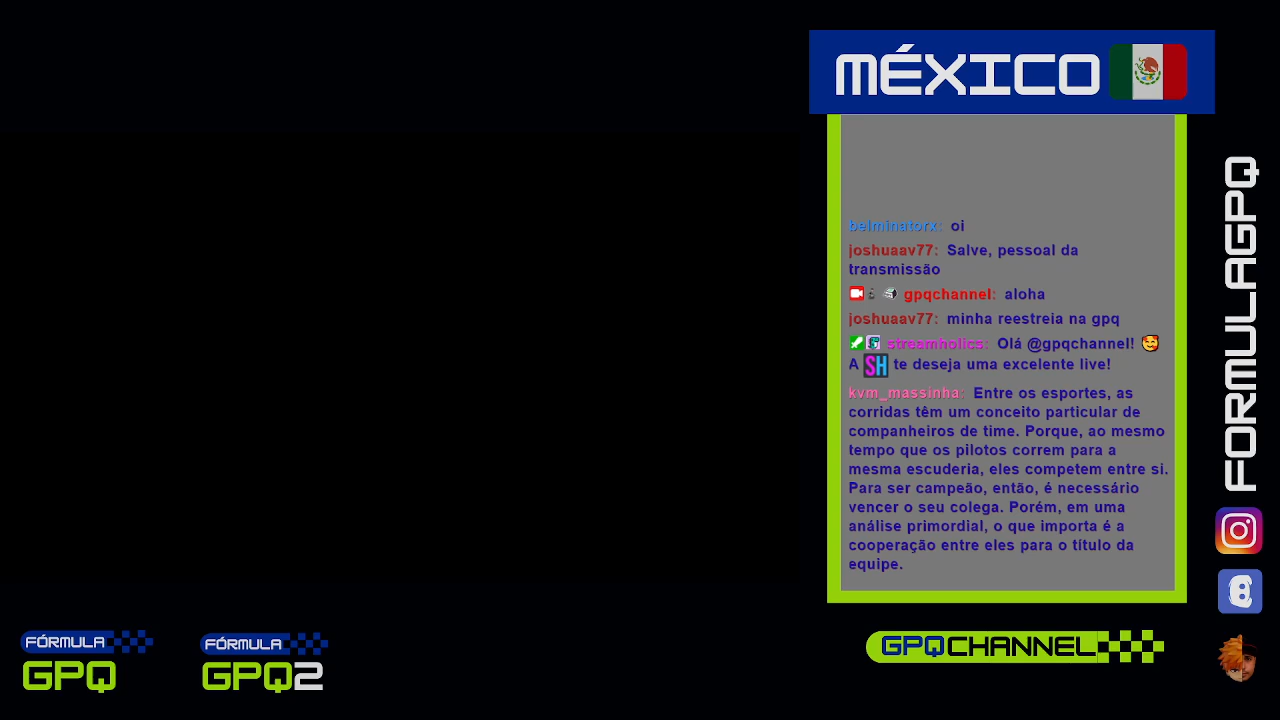 MÉXICO
belminatorx: oi
joshuaav77: Salve, pessoal da
transmissão
gpqchannel: aloha
joshuaav77: minha reestreia na gpq
streamholics: Olá @gpqchannel!
A SH te deseja uma excelente live!
kvm_massinha: Entre os esportes, as
corridas têm um conceito particular de
companheiros de time. Porque, ao mesmo
tempo que os pilotos correm para a
mesma escuderia, eles competem entre si.
Para ser campeão, então, é necessário
vencer o seu colega. Porém, em uma
análise primordial, o que importa é a
cooperação entre eles para o título da
equipe.
FORMULAGPQ
FÓRMULA
GPQ
FÓRMULA
GPQ2
GPQCHANNEL